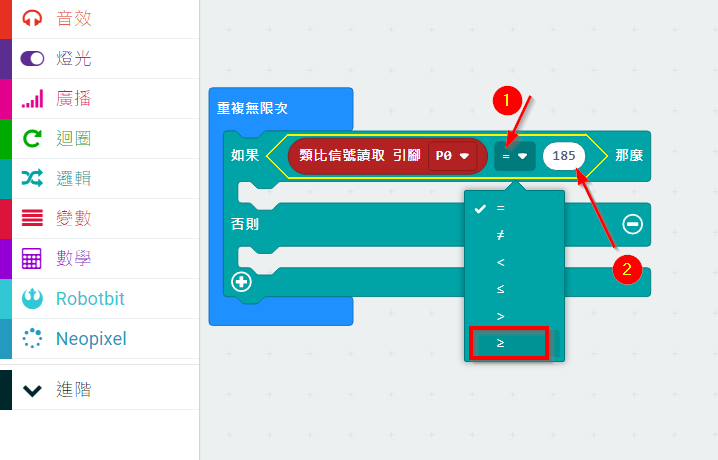 音效
燈光
廣播
迴圈
邏輯
變數
數學
Robotbit
Neopixel
進階
重複無限次
如果 類比信號讀取 引腳 P0 = 185 那麼
否則
1
2
=
≠
<
≤
>
≥